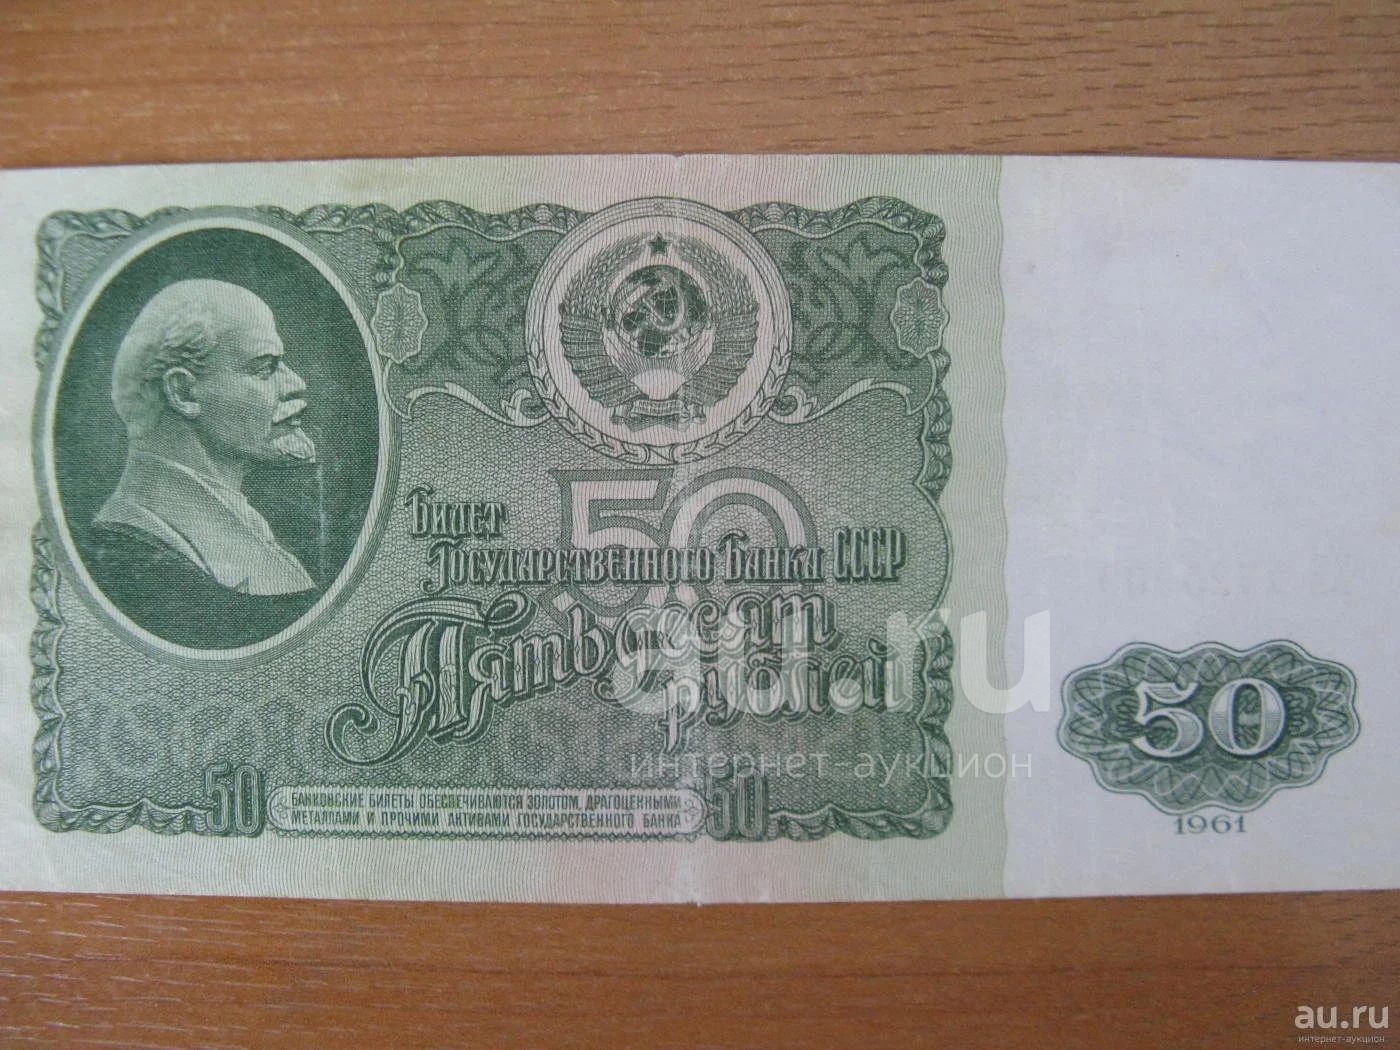 Билет
Государственного Банка СССР
50
Пятьдесят
рублей
50
БАНКОВСКИЕ БИЛЕТЫ ОБЕСПЕЧИВАЮТСЯ ЗОЛОТОМ, ДРАГОЦЕННЫМИ
МЕТАЛЛАМИ И ПРОЧИМИ АКТИВАМИ ГОСУДАРСТВЕННОГО БАНКА
50
50
1961
au.ru
интернет-аукцион
au.ru
интернет-аукцион